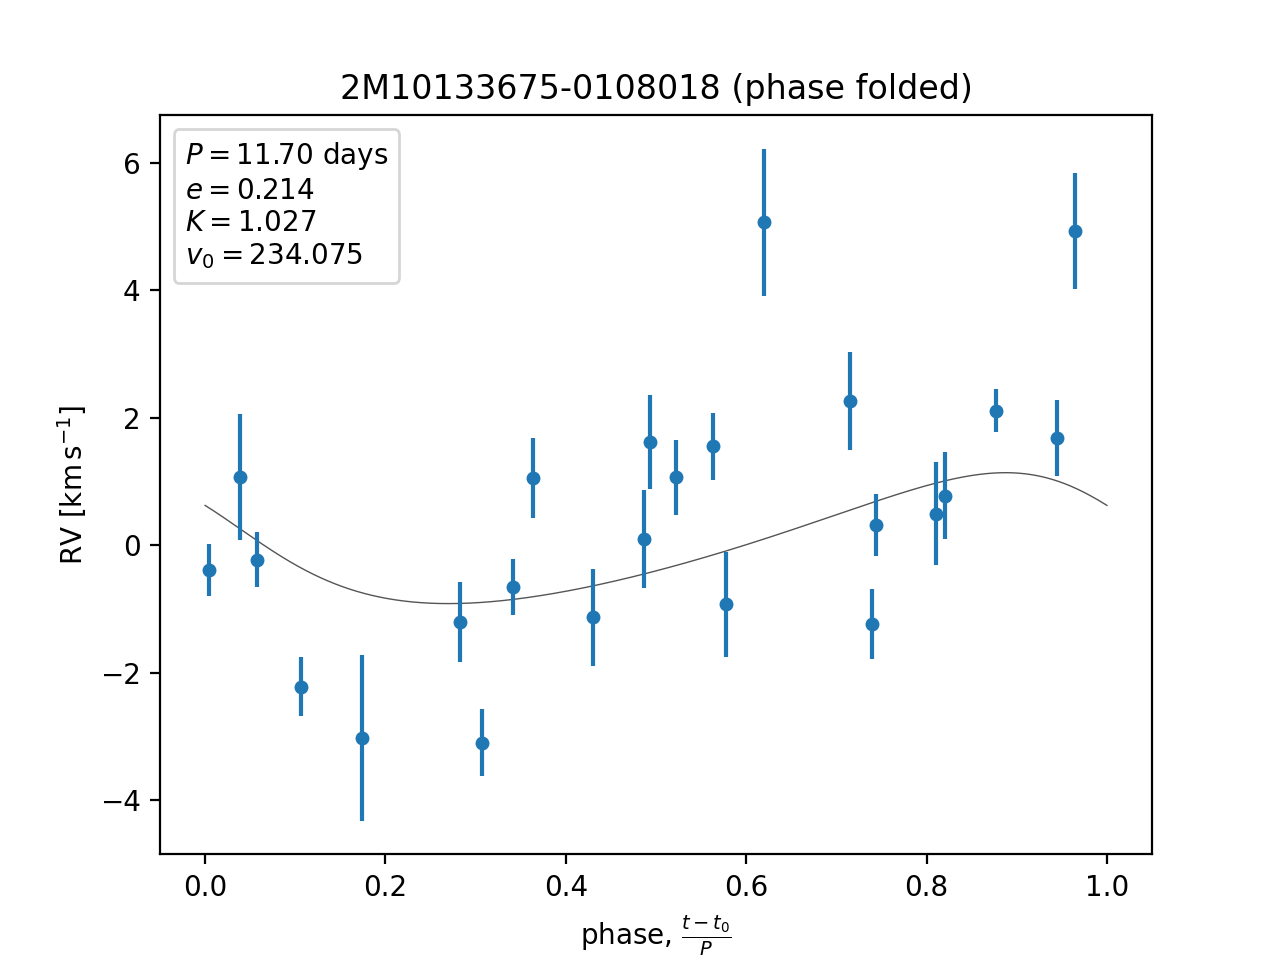 2M10133675-0108018 (phase folded)
P = 11.70 days
e = 0.214
K = 1.027
v₀ = 234.075
6
4
2
0
−2
−4
RV [km s⁻¹]
0.0 0.2 0.4 0.6 0.8 1.0
phase, (t − t₀)/P